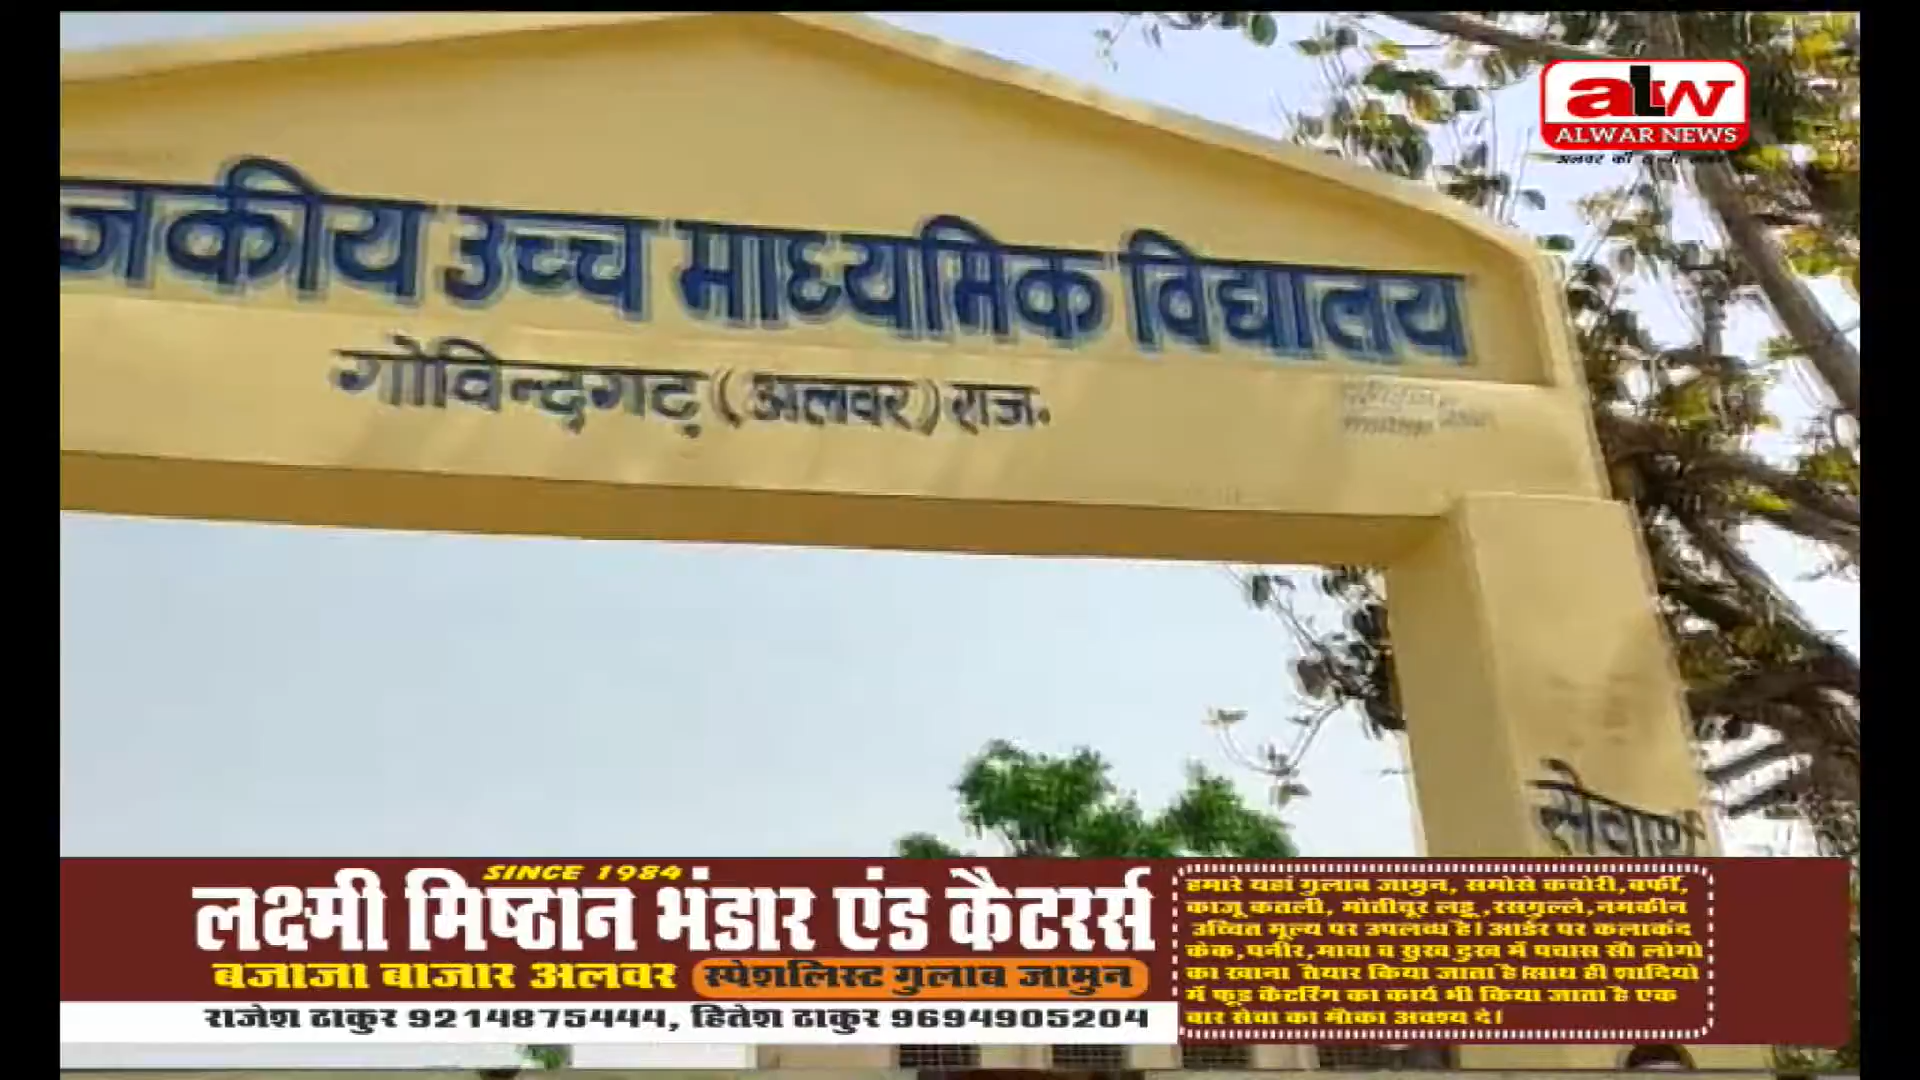 aLw
ALWAR NEWS
जकीय उच्च माध्यमिक विद्यालय
गोविन्दगढ़ (अलवर) राज.
सेवार्थ
SINCE 1984
लक्ष्मी मिष्ठान भंडार एंड कैटरर्स
बजाजा बाजार अलवर स्पेशलिस्ट गुलाब जामुन
राजेश ठाकुर 9214875444, हितेश ठाकुर 9694905204
हमारे यहां गुलाब जामुन, समोसे कचोरी,बर्फी,
काजू कतली, मोतीचूर लड्डू ,रसगुल्ले,नमकीन
उच्चित मूल्य पर उपलब्ध है। आर्डर पर कलाकंद
केक,पनीर,मावा व सुख दुख में पचास सौ लोगो
का खाना तैयार किया जाता है।साथ ही शादियो
में फूड कैटरिंग का कार्य भी किया जाता है एक
बार सेवा का मौका अवश्य दे।